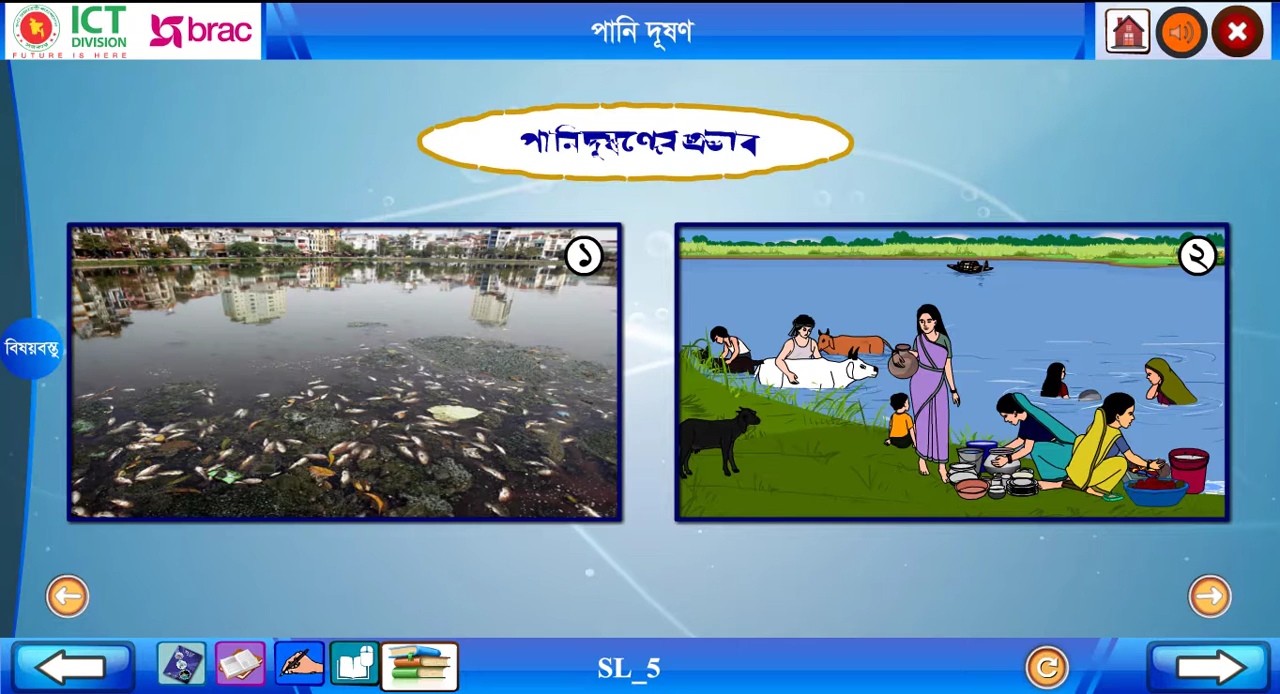 ICT
DIVISION
FUTURE IS HERE
brac
পানি দূষণ
পানি দূষণের প্রভাব
১
২
বিষয়বস্তু
SL_5